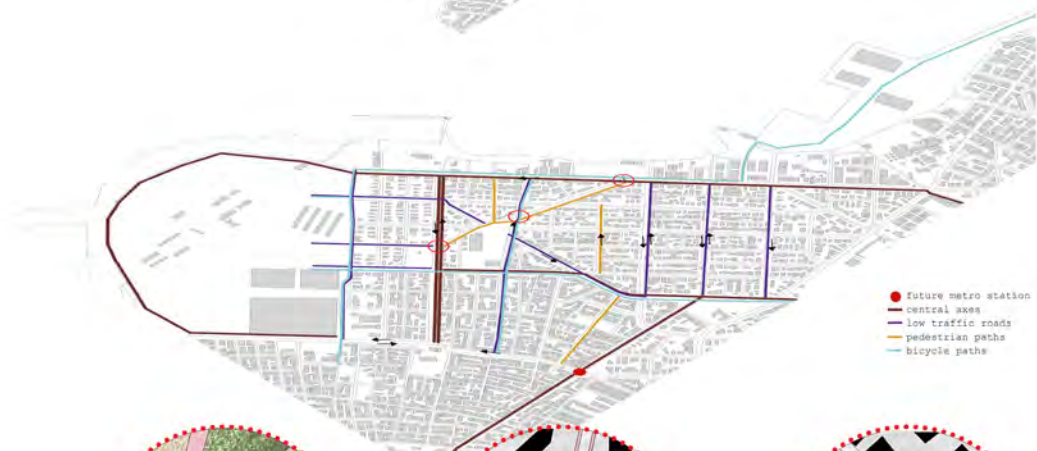 future metro station
central axes
low traffic roads
pedestrian paths
bicycle paths